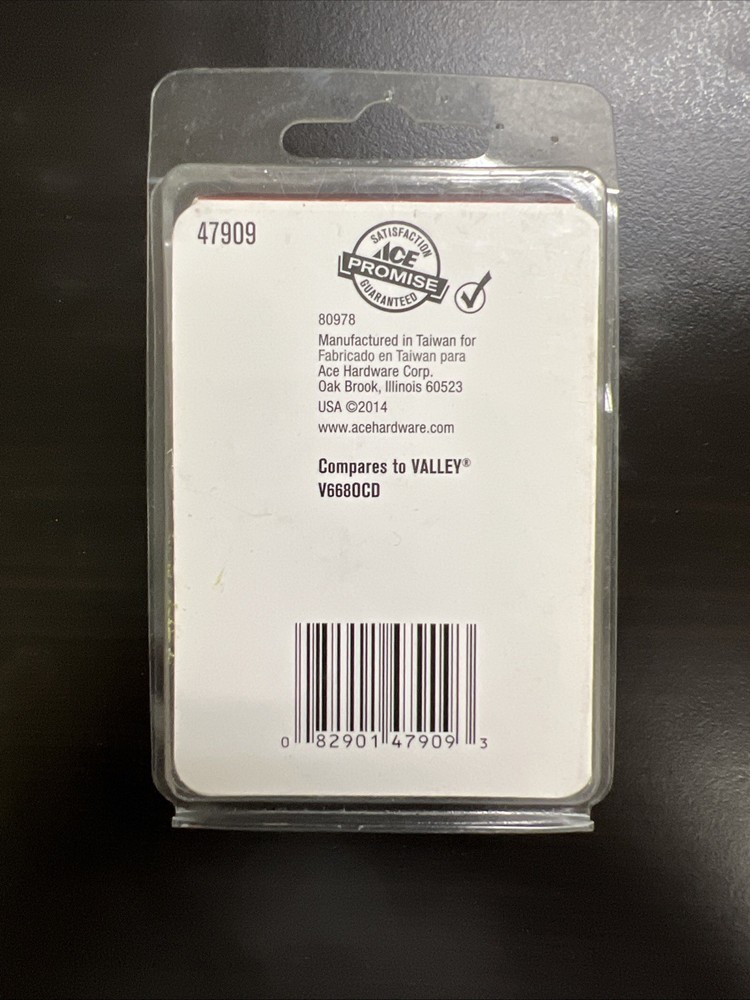 47909
SATISFACTION
ACE
PROMISE
GUARANTEED
80978
Manufactured in Taiwan for
Fabricado en Taiwan para
Ace Hardware Corp.
Oak Brook, Illinois 60523
USA ©2014
www.acehardware.com
Compares to VALLEY®
V6680CD
0 82901 47909 3